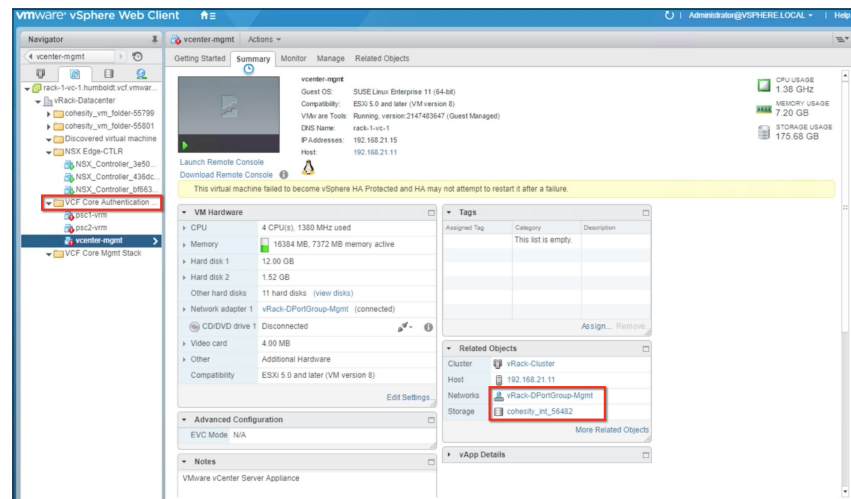 vmware® vSphere Web Client
Administrator@VSPHERE.LOCAL
Help
Navigator
vcenter-mgmt
rack-1-vc-1.humboldt.vcf.vmwar...
vRack-Datacenter
cohesity_vm_folder-55799
cohesity_vm_folder-55801
Discovered virtual machine
NSX Edge-CTLR
NSX_Controller_3e50...
NSX_Controller_436dc...
NSX_Controller_bf663...
VCF Core Authentication ...
psc1-vrm
psc2-vrm
vcenter-mgmt
VCF Core Mgmt Stack
vcenter-mgmt Actions
Getting Started Summary Monitor Manage Related Objects
vcenter-mgmt
Guest OS: SUSE Linux Enterprise 11 (64-bit)
Compatibility: ESXi 5.0 and later (VM version 8)
VMware Tools: Running, version:2147483647 (Guest Managed)
DNS Name: rack-1-vc-1
IP Addresses: 192.168.21.15
Host: 192.168.21.11
Launch Remote Console
Download Remote Console
CPU USAGE
1.38 GHz
MEMORY USAGE
7.20 GB
STORAGE USAGE
175.68 GB
This virtual machine failed to become vSphere HA Protected and HA may not attempt to restart it after a failure.
VM Hardware
CPU 4 CPU(s), 1380 MHz used
Memory 16384 MB, 7372 MB memory active
Hard disk 1 12.00 GB
Hard disk 2 1.52 GB
Other hard disks 11 hard disks (view disks)
Network adapter 1 vRack-DPortGroup-Mgmt (connected)
CD/DVD drive 1 Disconnected
Video card 4.00 MB
Other Additional Hardware
Compatibility ESXi 5.0 and later (VM version 8)
Edit Settings...
Advanced Configuration
EVC Mode N/A
Notes
VMware vCenter Server Appliance
Tags
Assigned Tag Category Description
This list is empty.
Assign... Remove...
Related Objects
Cluster vRack-Cluster
Host 192.168.21.11
Networks vRack-DPortGroup-Mgmt
Storage cohesity_int_56482
More Related Objects
vApp Details